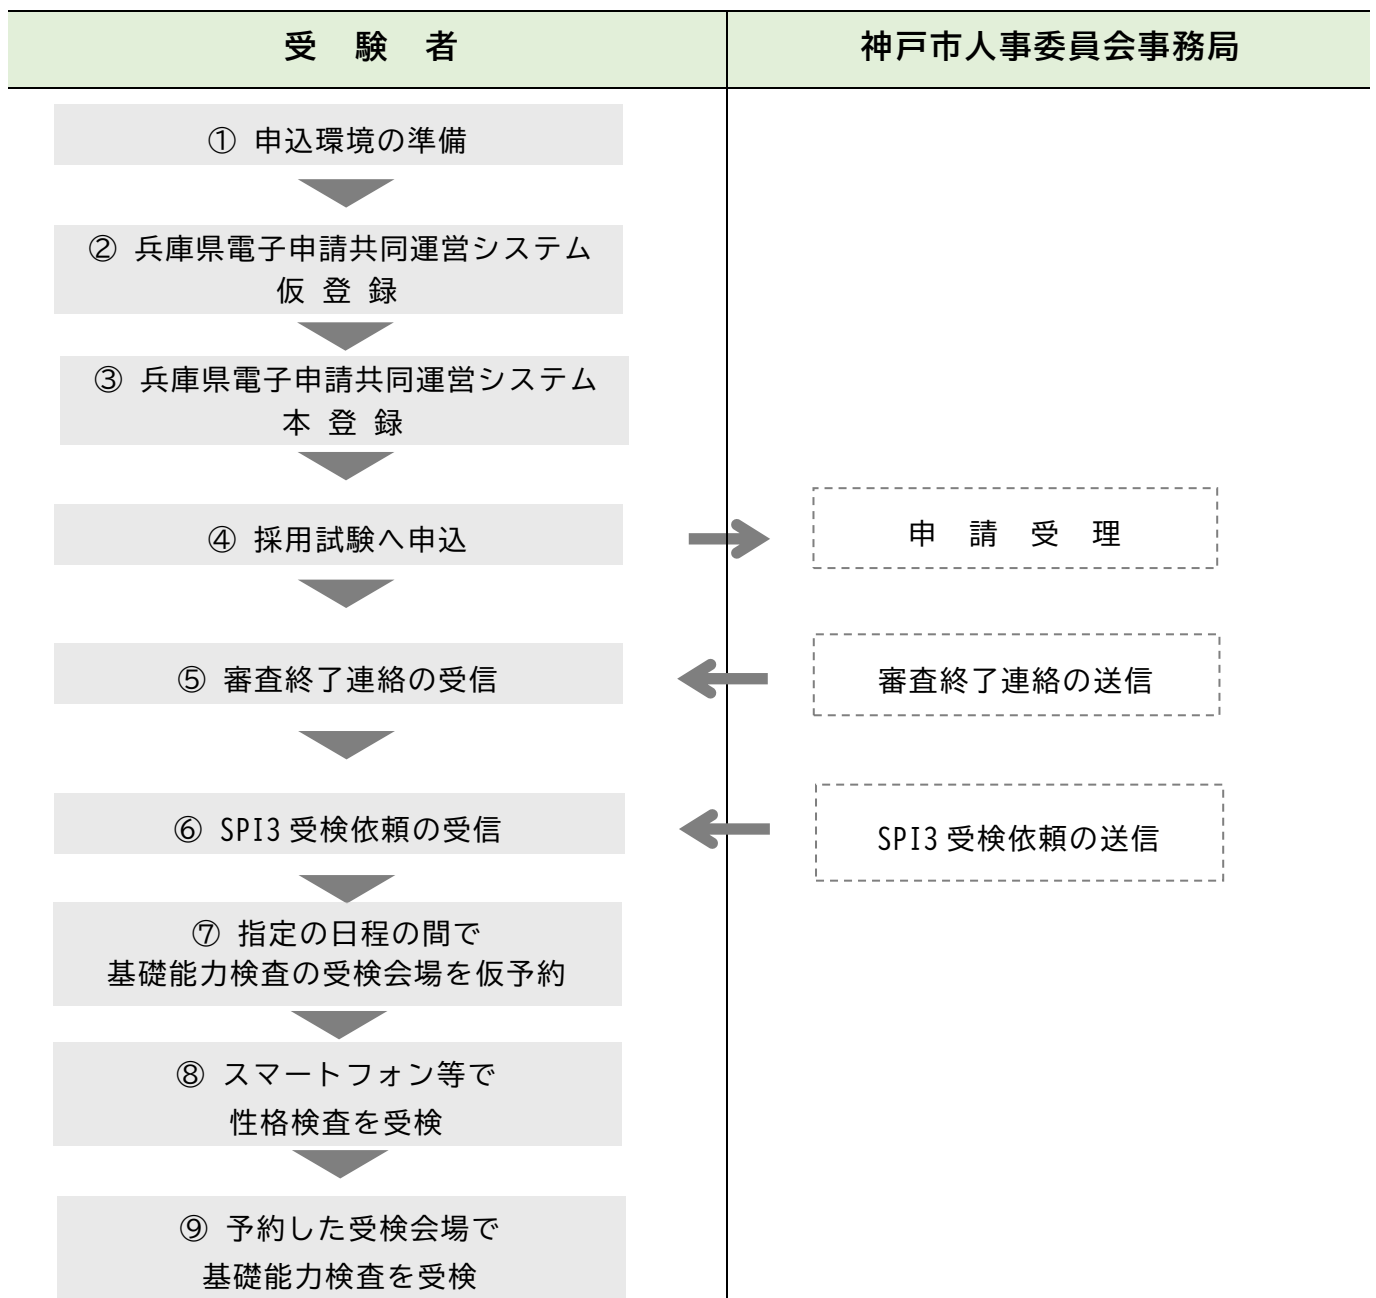 受　験　者
神戸市人事委員会事務局
① 申込環境の準備
② 兵庫県電子申請共同運営システム
仮 登 録
③ 兵庫県電子申請共同運営システム
本 登 録
④ 採用試験へ申込
申　請　受　理
⑤ 審査終了連絡の受信
審査終了連絡の送信
⑥ SPI3 受検依頼の受信
SPI3 受検依頼の送信
⑦ 指定の日程の間で
基礎能力検査の受検会場を仮予約
⑧ スマートフォン等で
性格検査を受検
⑨ 予約した受検会場で
基礎能力検査を受検